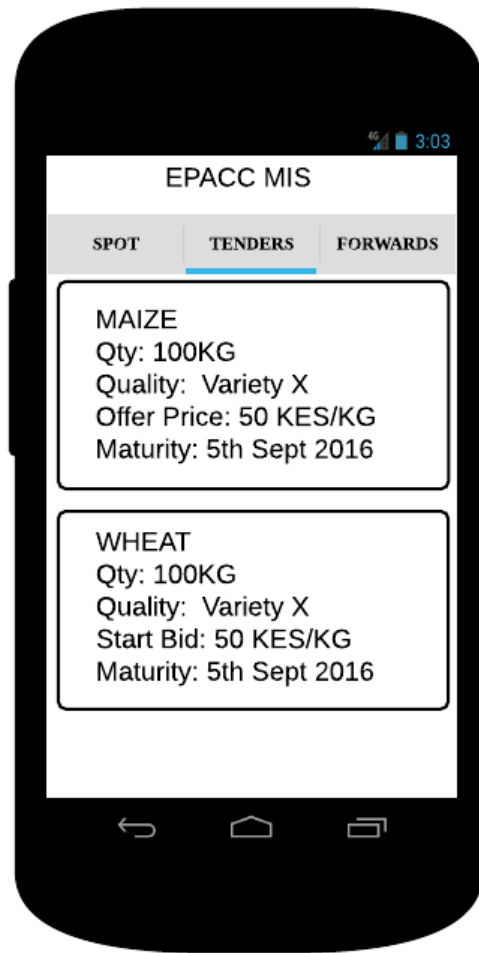 4G 3:03
EPACC MIS
SPOT TENDERS FORWARDS
MAIZE
Qty: 100KG
Quality: Variety X
Offer Price: 50 KES/KG
Maturity: 5th Sept 2016
WHEAT
Qty: 100KG
Quality: Variety X
Start Bid: 50 KES/KG
Maturity: 5th Sept 2016